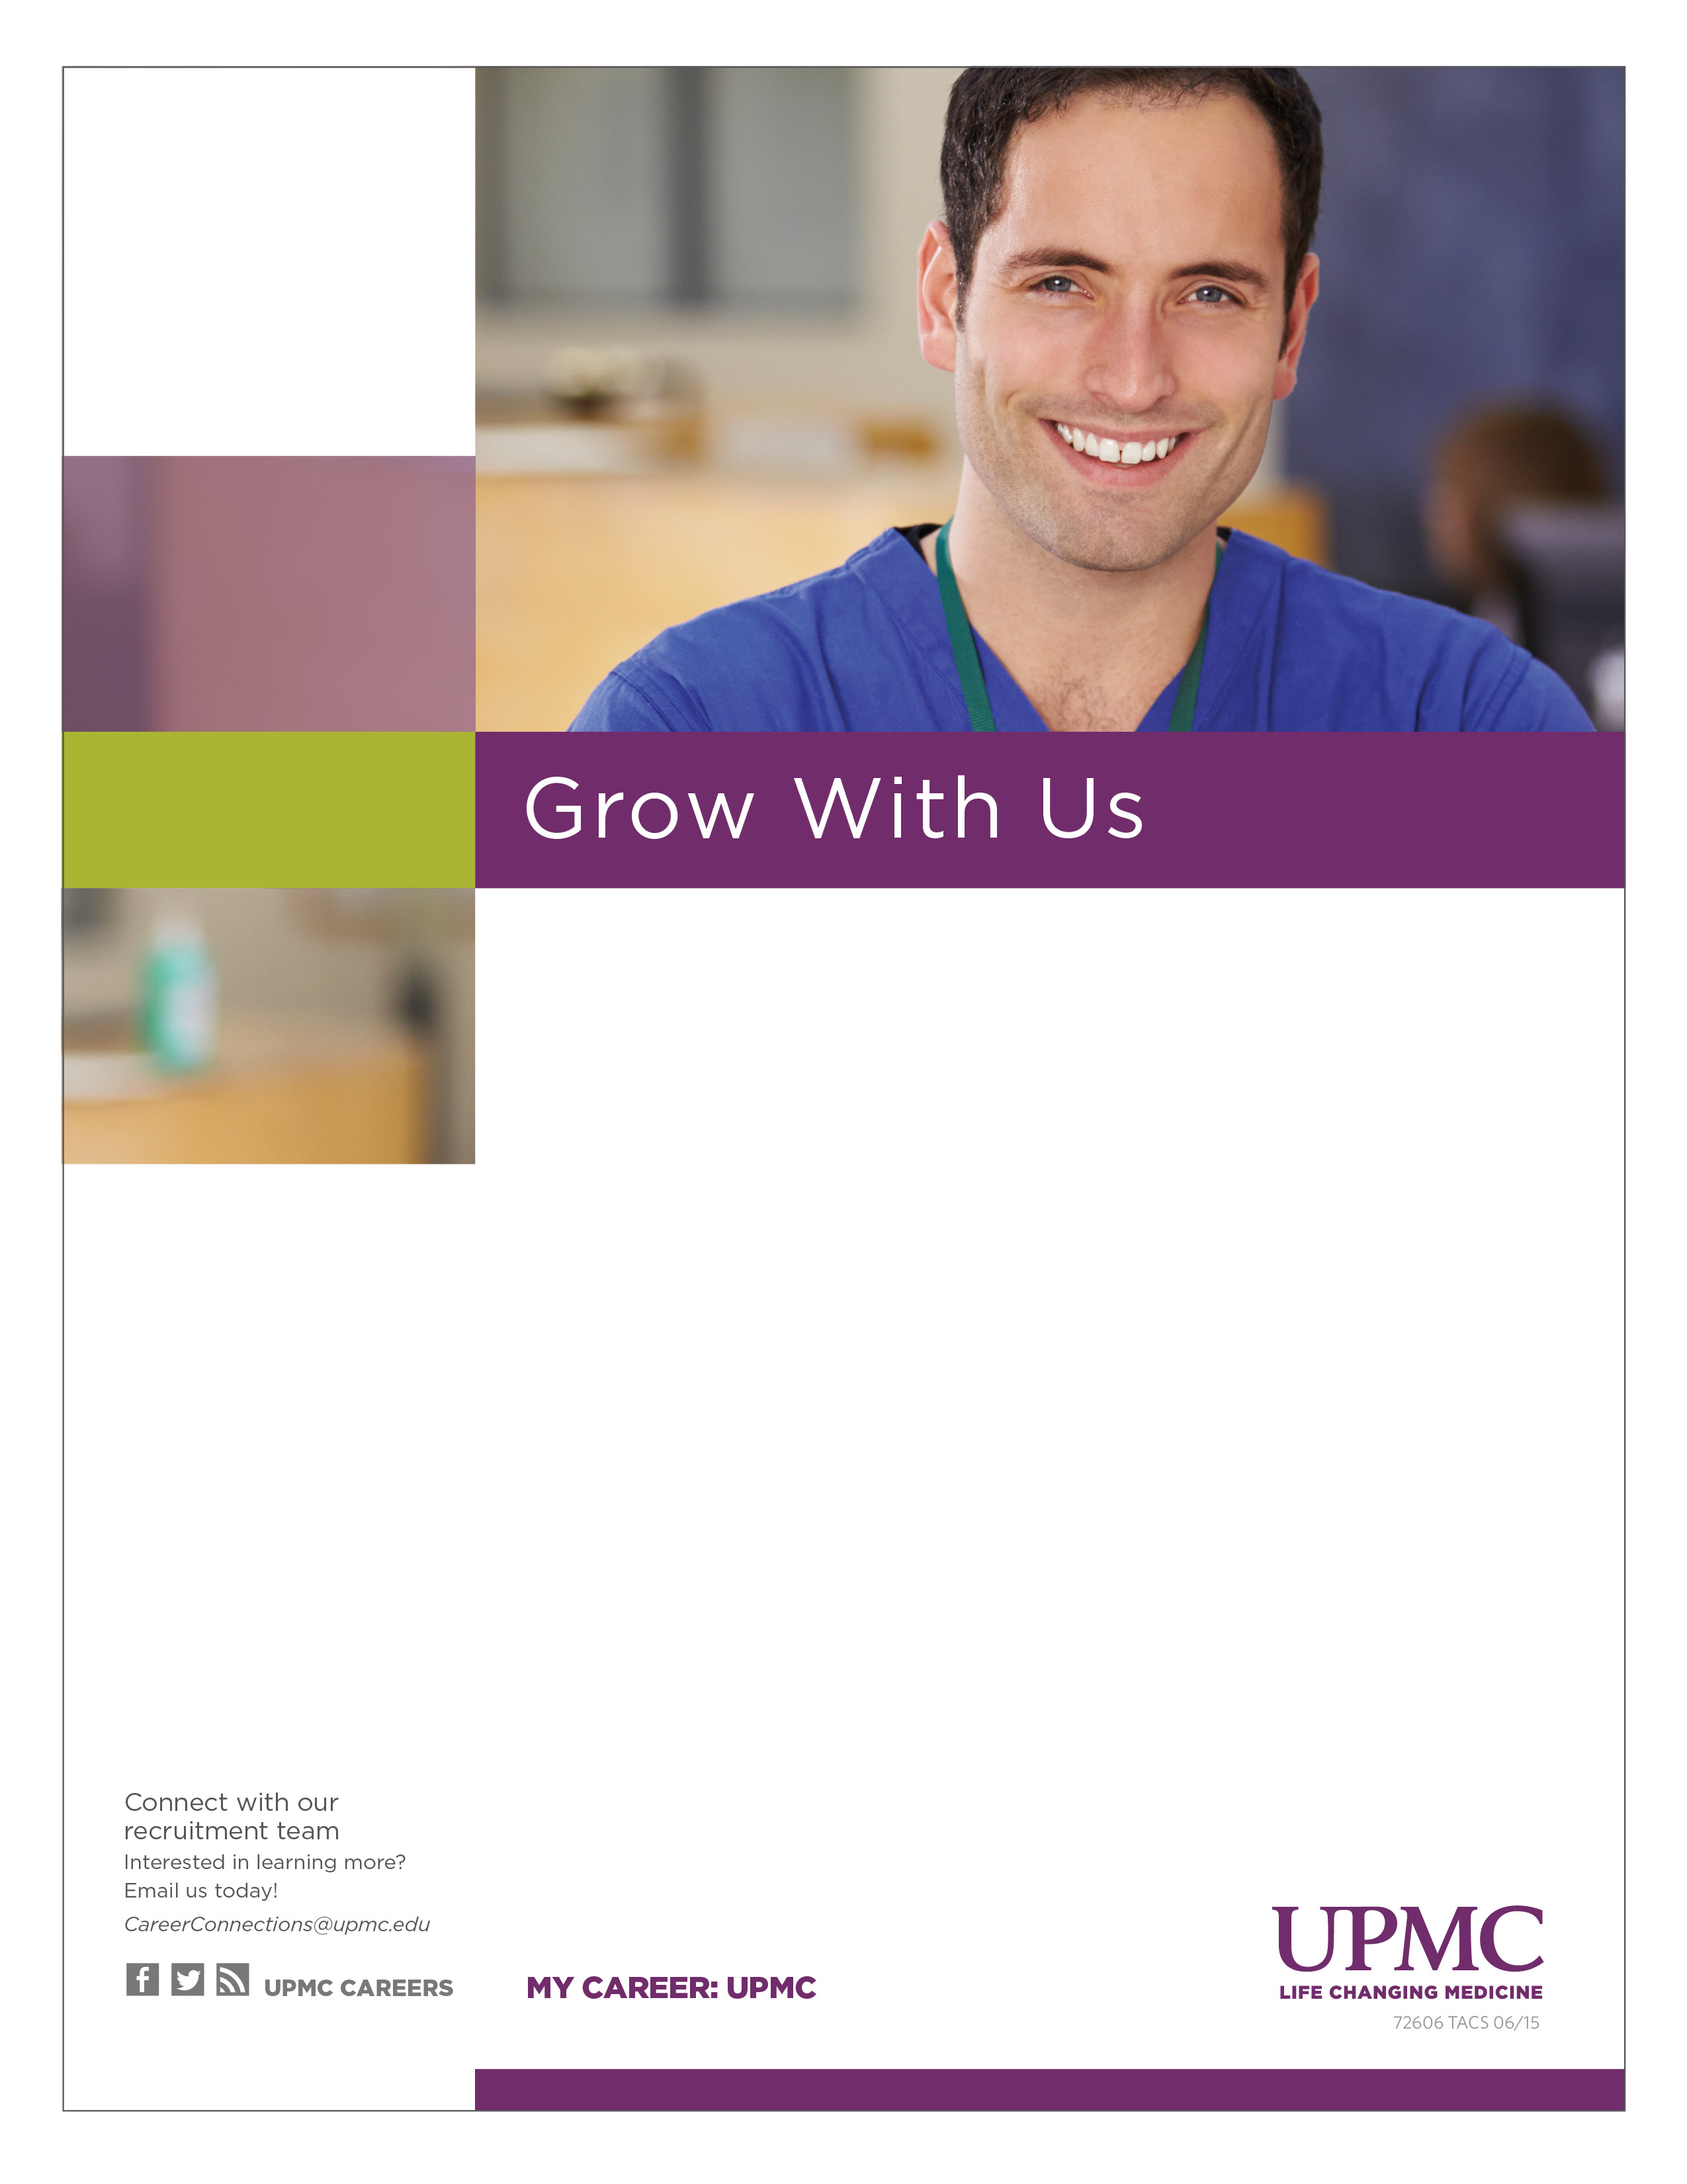 Grow With Us
Connect with our
recruitment team
Interested in learning more?
Email us today!
CareerConnections@upmc.edu
UPMC CAREERS
MY CAREER: UPMC
UPMC
LIFE CHANGING MEDICINE
72606 TACS 06/15